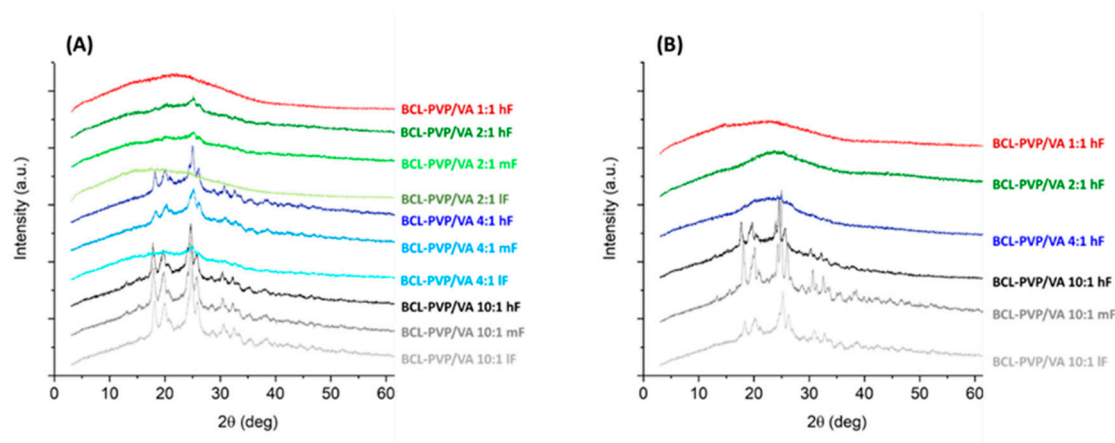 (A)
Intensity (a.u.)
BCL-PVP/VA 1:1 hF
BCL-PVP/VA 2:1 hF
BCL-PVP/VA 2:1 mF
BCL-PVP/VA 2:1 lF
BCL-PVP/VA 4:1 hF
BCL-PVP/VA 4:1 mF
BCL-PVP/VA 4:1 lF
BCL-PVP/VA 10:1 hF
BCL-PVP/VA 10:1 mF
BCL-PVP/VA 10:1 lF
0 10 20 30 40 50 60
2θ (deg)
(B)
Intensity (a.u.)
BCL-PVP/VA 1:1 hF
BCL-PVP/VA 2:1 hF
BCL-PVP/VA 4:1 hF
BCL-PVP/VA 10:1 hF
BCL-PVP/VA 10:1 mF
BCL-PVP/VA 10:1 lF
0 10 20 30 40 50 60
2θ (deg)